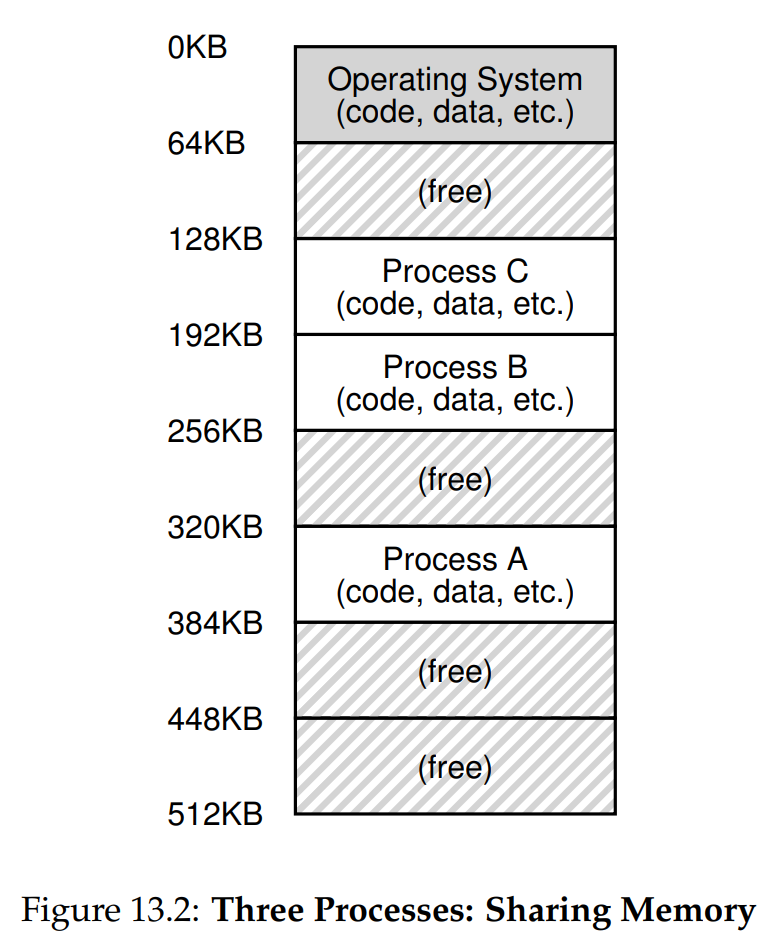 0KB
Operating System
(code, data, etc.)
64KB
(free)
128KB
Process C
(code, data, etc.)
192KB
Process B
(code, data, etc.)
256KB
(free)
320KB
Process A
(code, data, etc.)
384KB
(free)
448KB
(free)
512KB
Figure 13.2: Three Processes: Sharing Memory